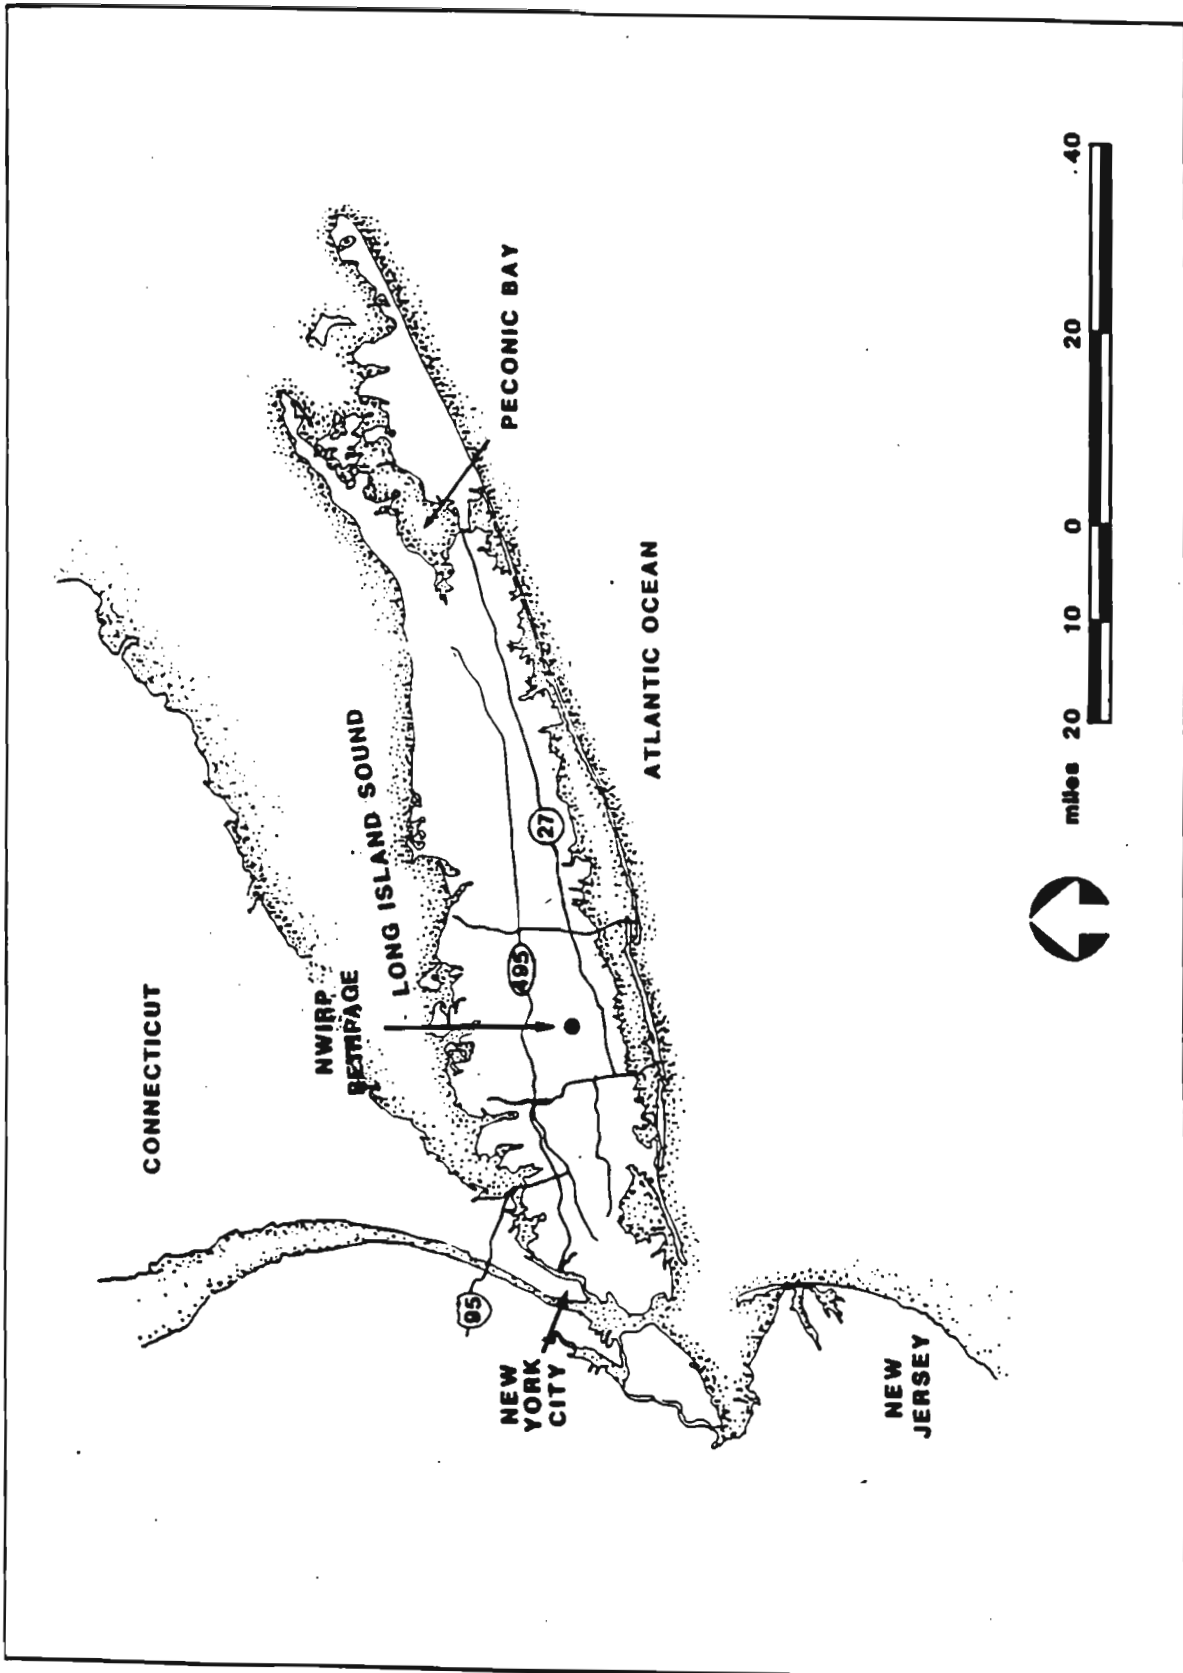 CONNECTICUT
NWIRP
BETHPAGE
LONG ISLAND SOUND
PECONIC BAY
95
495
27
NEW
YORK
CITY
ATLANTIC OCEAN
NEW
JERSEY
miles 20 10 0 20 40